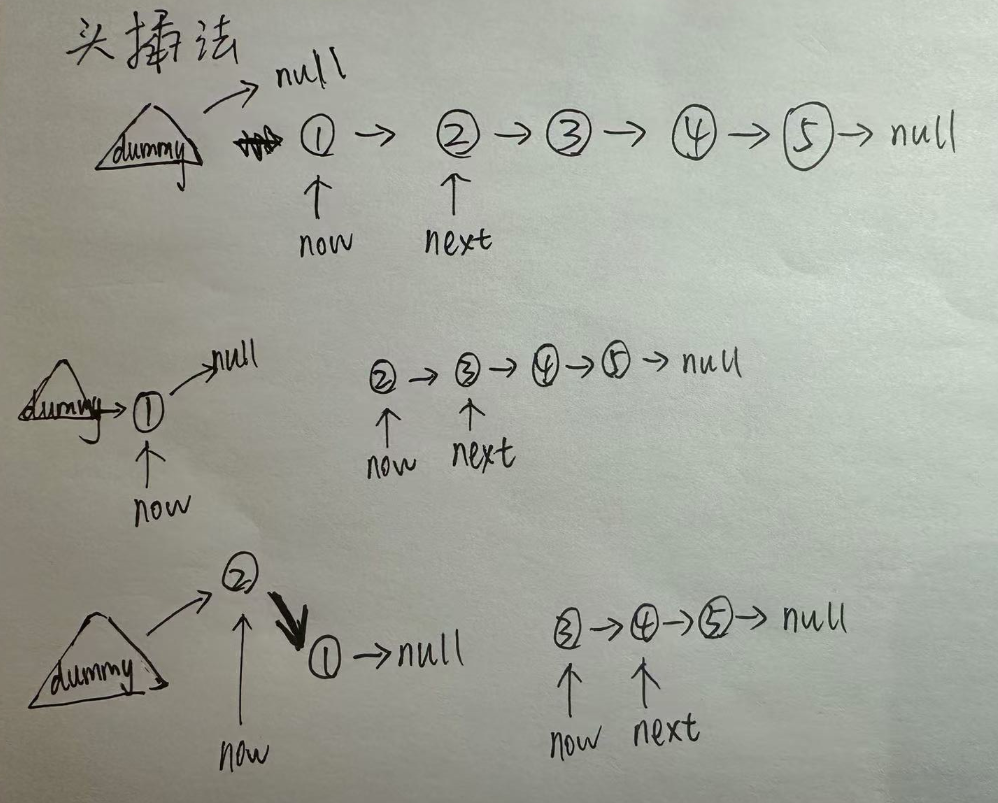 头插法
null
dummy ① → ② → ③ → ④ → ⑤ → null
now next
null
dummy → ① ② → ③ → ④ → ⑤ → null
now next
now
②
dummy ① → null ③ → ④ → ⑤ → null
now now next